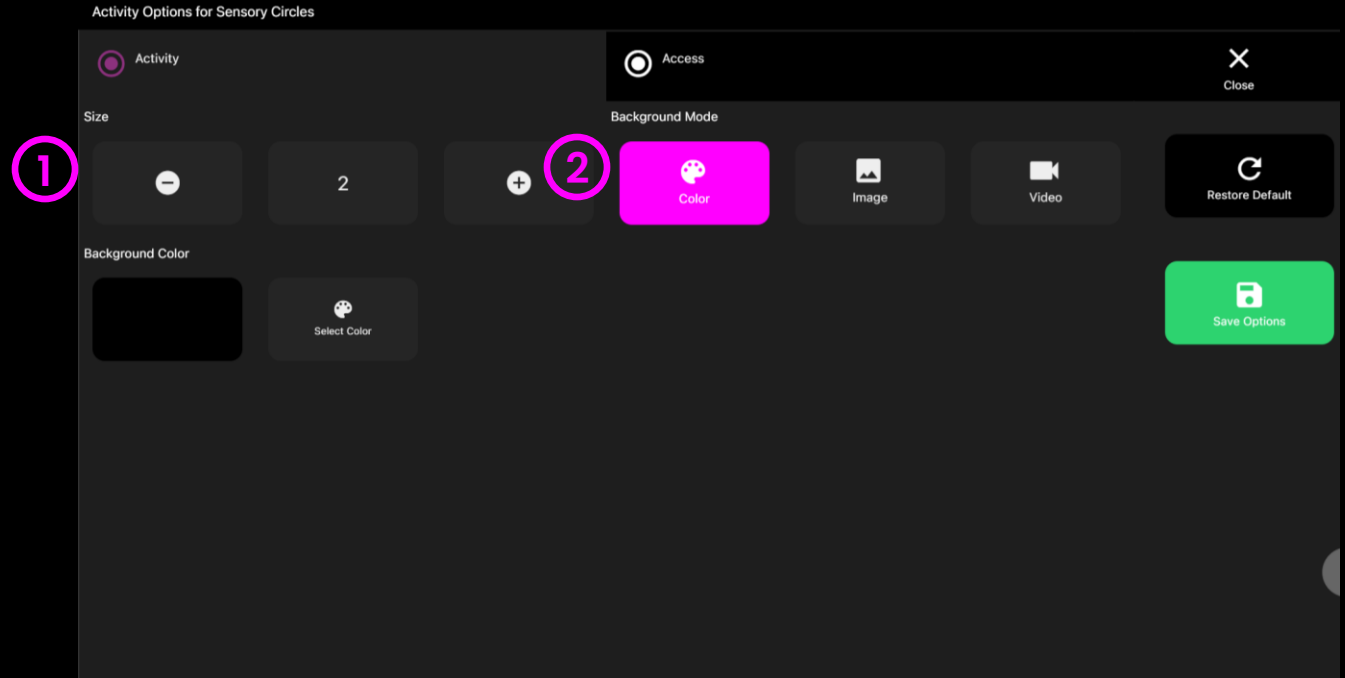 Activity Options for Sensory Circles
Activity
Access
Close
Size
Background Mode
1
2
2
Color
Image
Video
Restore Default
Background Color
Select Color
Save Options